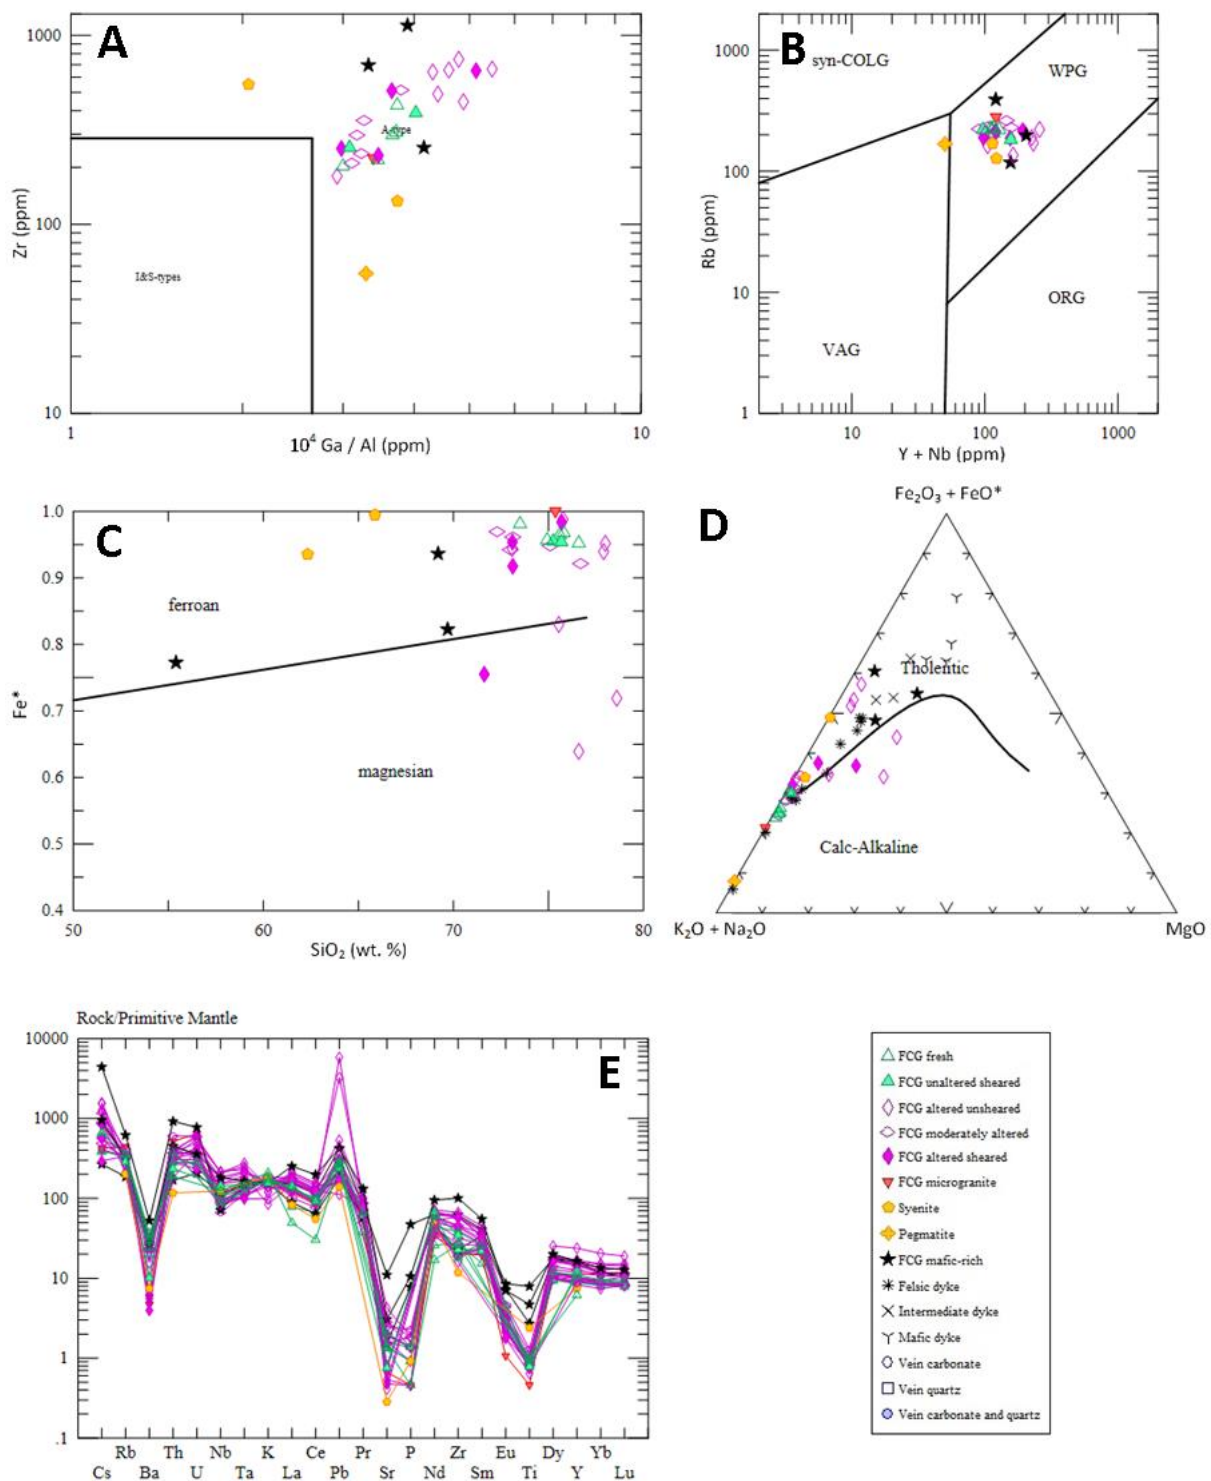 A
1000
100
10
Zr (ppm)
A-type
I&S-types
1
10
10⁴ Ga / Al (ppm)
B
1000
100
10
1
Rb (ppm)
syn-COLG
WPG
VAG
ORG
10
100
1000
Y + Nb (ppm)
C
1.0
0.9
0.8
0.7
0.6
0.5
0.4
Fe*
ferroan
magnesian
50
60
70
80
SiO₂ (wt. %)
D
Fe₂O₃ + FeO*
Tholentic
Calc-Alkaline
K₂O + Na₂O
MgO
Rock/Primitive Mantle
E
10000
1000
100
10
1
.1
Rb Th Nb K Ce Pr P Zr Eu Dy Yb
Cs Ba U Ta La Pb Sr Nd Sm Ti Y Lu
FCG fresh
FCG unaltered sheared
FCG altered unsheared
FCG moderately altered
FCG altered sheared
FCG microgranite
Syenite
Pegmatite
FCG mafic-rich
Felsic dyke
Intermediate dyke
Mafic dyke
Vein carbonate
Vein quartz
Vein carbonate and quartz